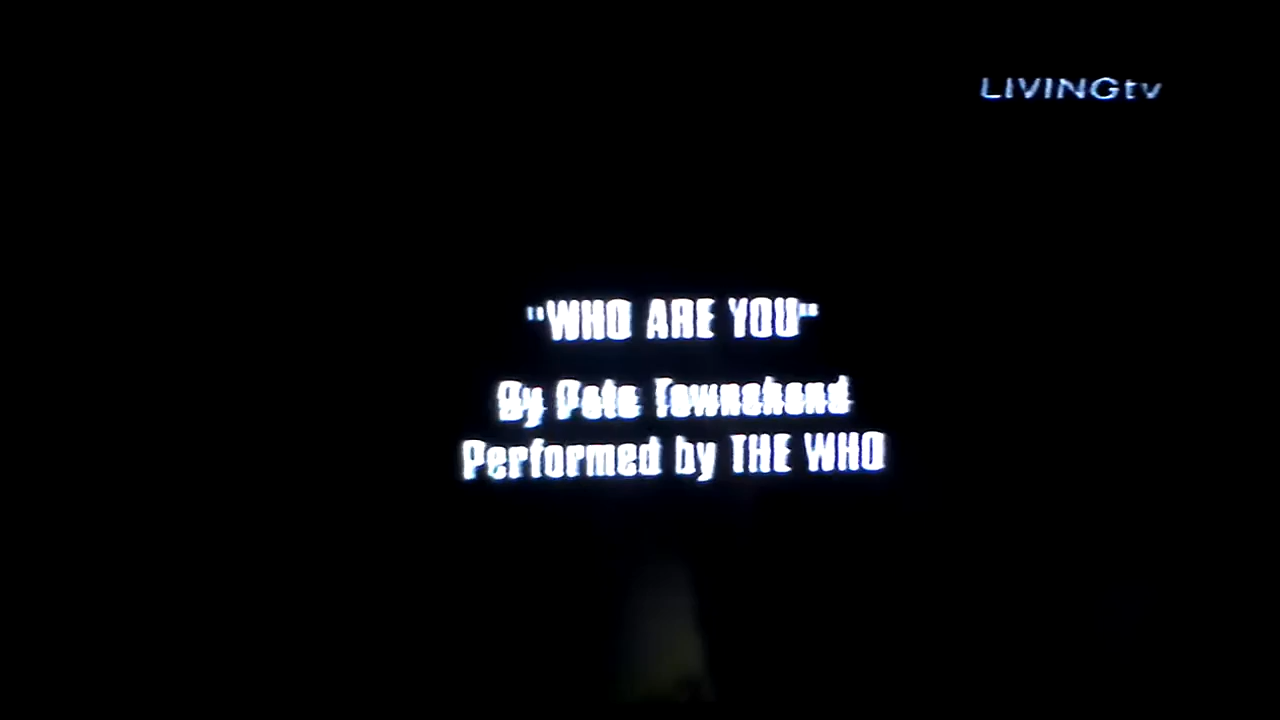 LIVINGtv
"WHO ARE YOU"
By Pete Townshend
Performed by THE WHO